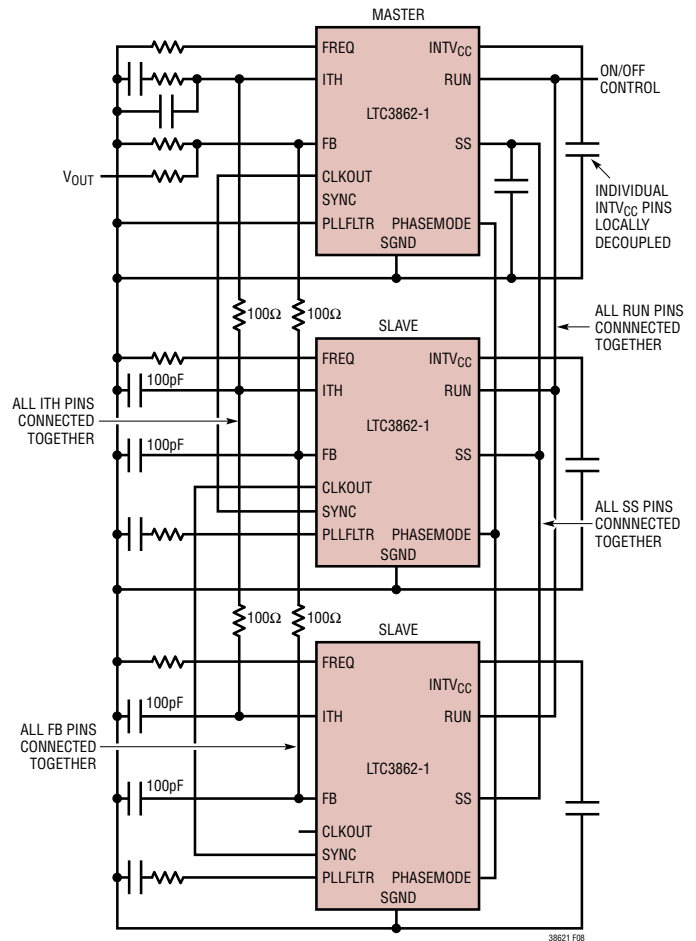 MASTER
FREQ
INTVCC
ITH
RUN
ON/OFF
CONTROL
LTC3862-1
FB
SS
VOUT
CLKOUT
SYNC
PLLFLTR
PHASEMODE
SGND
INDIVIDUAL
INTVCC PINS
LOCALLY
DECOUPLED
100Ω
100Ω
ALL RUN PINS
CONNNECTED
TOGETHER
SLAVE
FREQ
INTVCC
100pF
ITH
RUN
ALL ITH PINS
CONNECTED
TOGETHER
LTC3862-1
100pF
FB
SS
CLKOUT
SYNC
PLLFLTR
PHASEMODE
SGND
ALL SS PINS
CONNNECTED
TOGETHER
100Ω
100Ω
SLAVE
FREQ
INTVCC
100pF
ITH
RUN
ALL FB PINS
CONNECTED
TOGETHER
LTC3862-1
100pF
FB
SS
CLKOUT
SYNC
PLLFLTR
PHASEMODE
SGND
38621 F08